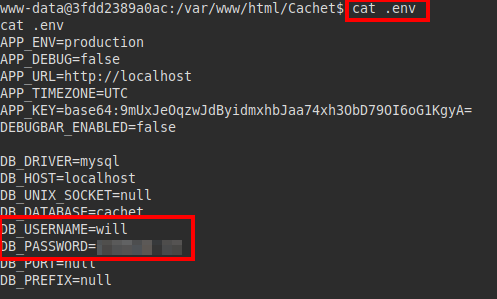 www-data@3fdd2389a0ac:/var/www/html/Cachet$ cat .env
cat .env
APP_ENV=production
APP_DEBUG=false
APP_URL=http://localhost
APP_TIMEZONE=UTC
APP_KEY=base64:9mUxJeOqzwJdByidmxhbJaa74xh3ObD79OI6oG1KgyA=
DEBUGBAR_ENABLED=false
DB_DRIVER=mysql
DB_HOST=localhost
DB_UNIX_SOCKET=null
DB_DATABASE=cachet
DB_USERNAME=will
DB_PASSWORD=
DB_PORT=null
DB_PREFIX=null